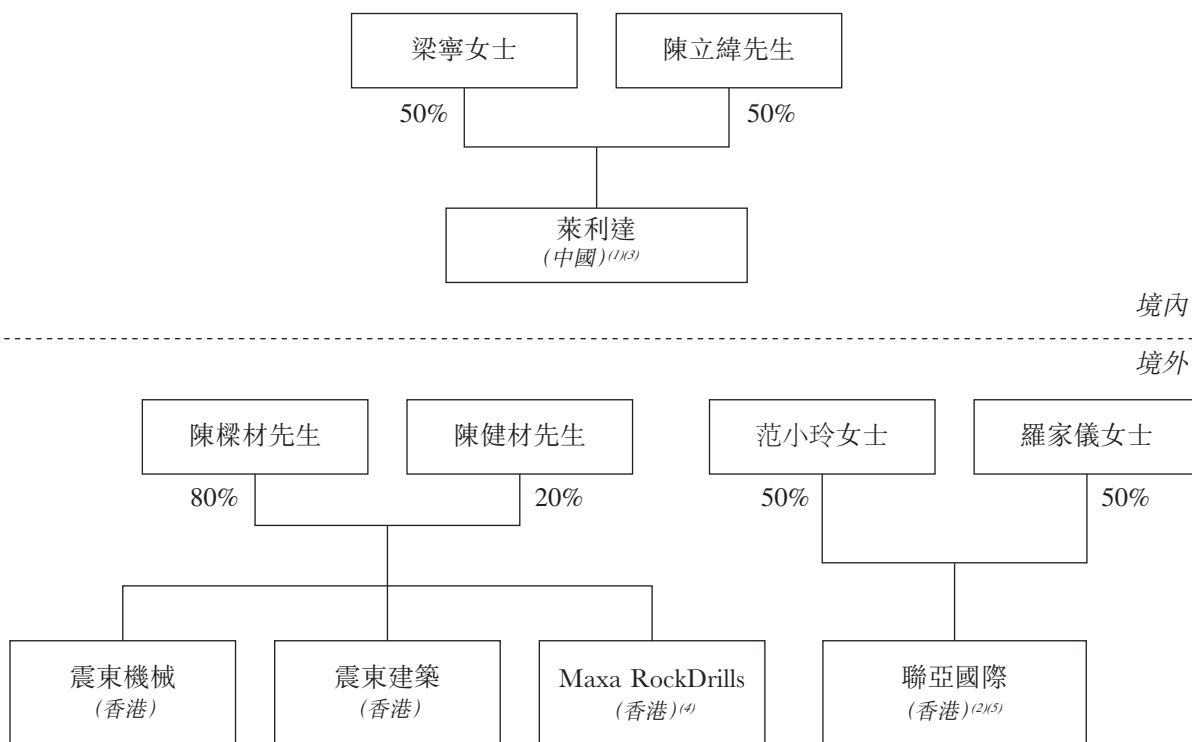 梁寧女士 陳立緯先生
50% 50%
萊利達
(中國)(1)(3)
境內
境外
陳樑材先生 陳健材先生 范小玲女士 羅家儀女士
80% 20% 50% 50%
震東機械 震東建築 Maxa RockDrills 聯亞國際
(香港) (香港) (香港)(4) (香港)(2)(5)